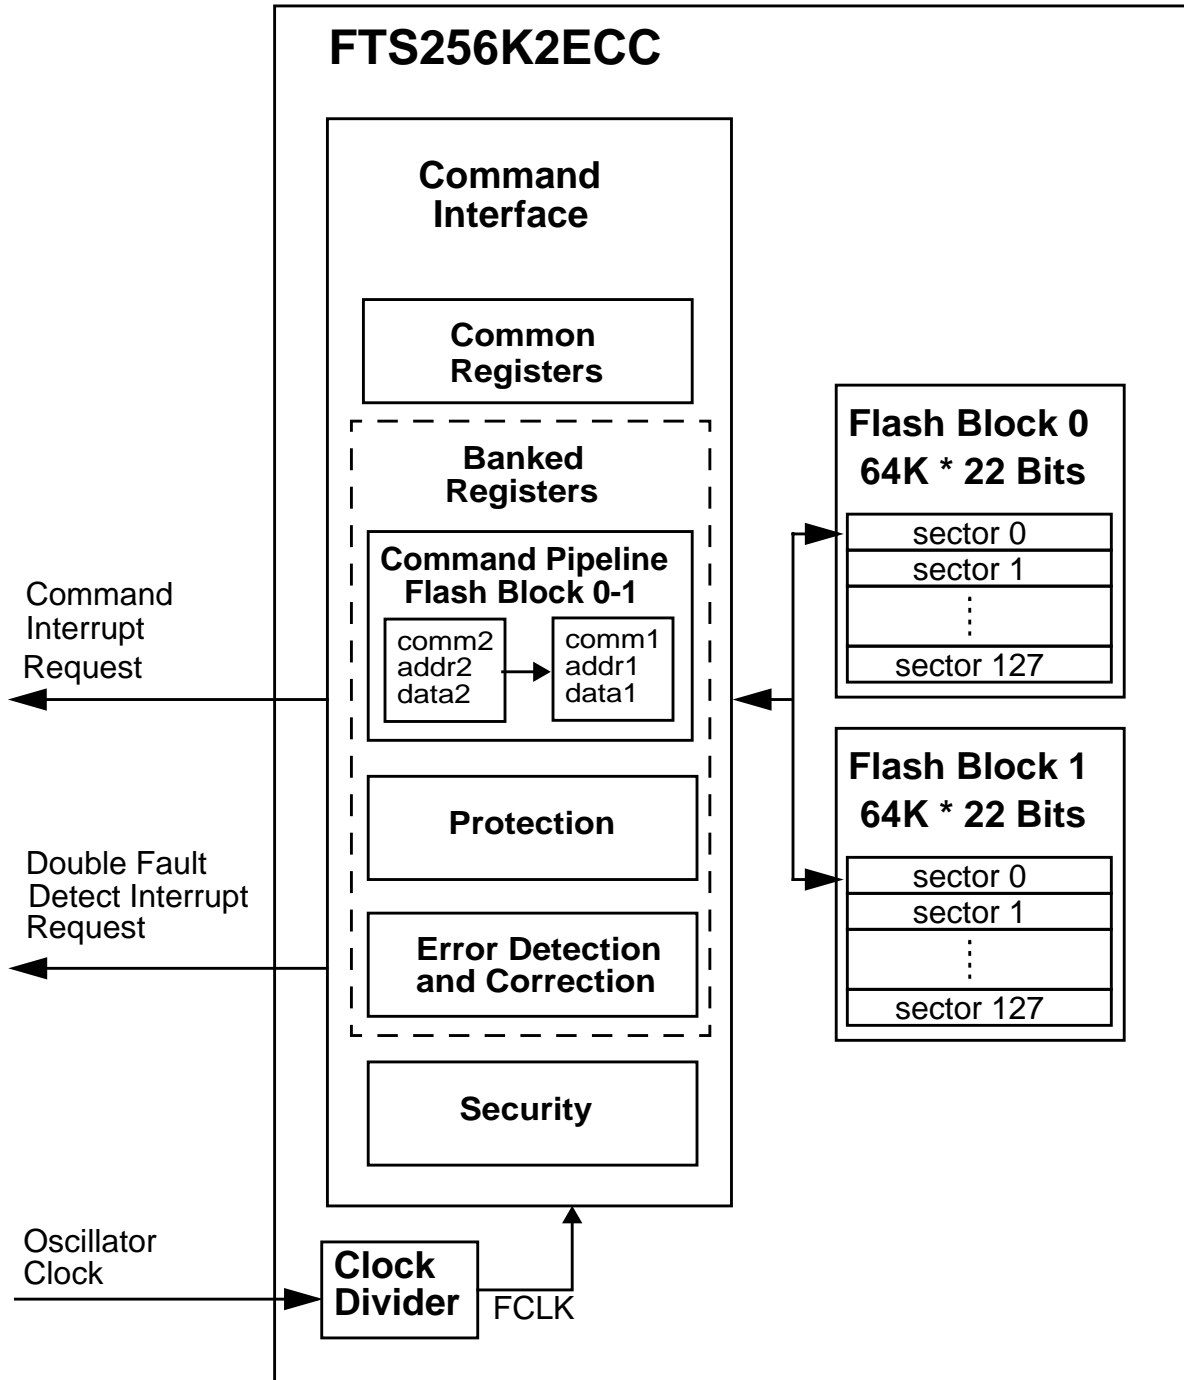 FTS256K2ECC
Command
Interface
Common
Registers
Banked
Registers
Command Pipeline
Flash Block 0-1
comm2
addr2
data2
comm1
addr1
data1
Protection
Error Detection
and Correction
Security
Command
Interrupt
Request
Double Fault
Detect Interrupt
Request
Oscillator
Clock
Clock
Divider
FCLK
Flash Block 0
64K * 22 Bits
sector 0
sector 1
sector 127
Flash Block 1
64K * 22 Bits
sector 0
sector 1
sector 127